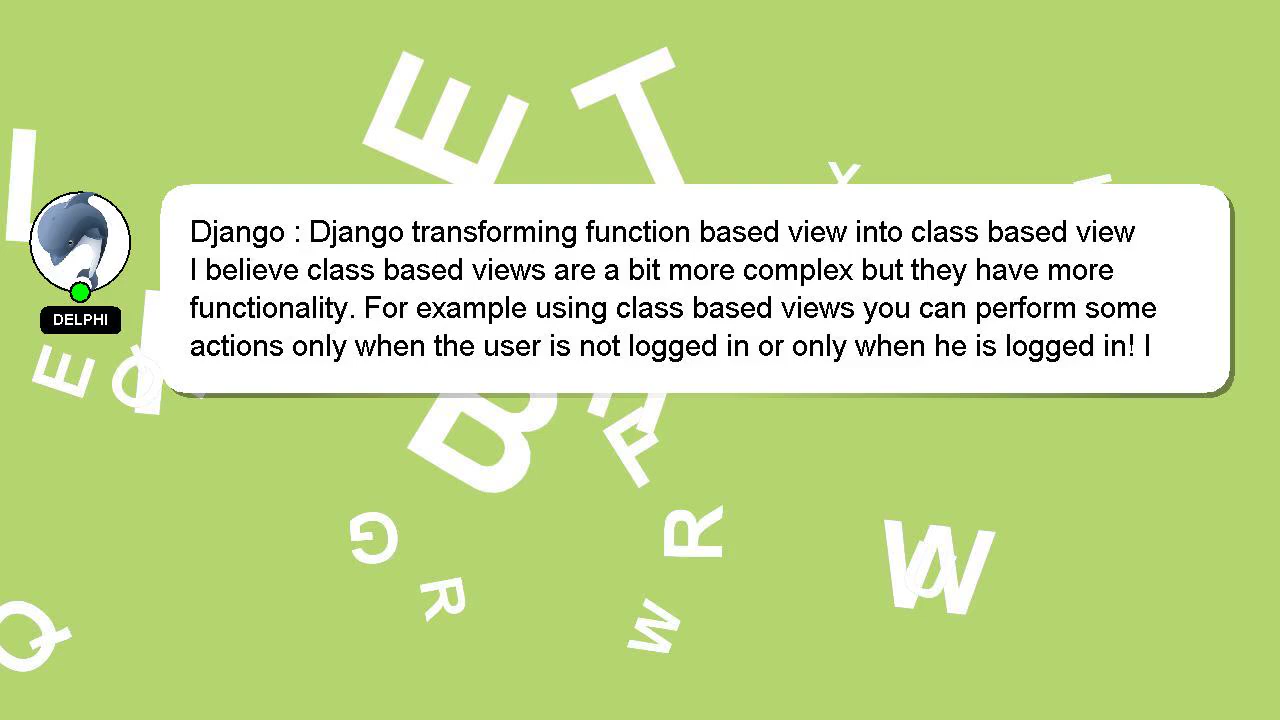 E
T
I
X
Django : Django transforming function based view into class based view
I believe class based views are a bit more complex but they have more
functionality. For example using class based views you can perform some
actions only when the user is not logged in or only when he is logged in! I
DELPHI
E
Q
B
G
R
W
U
R
W
Q